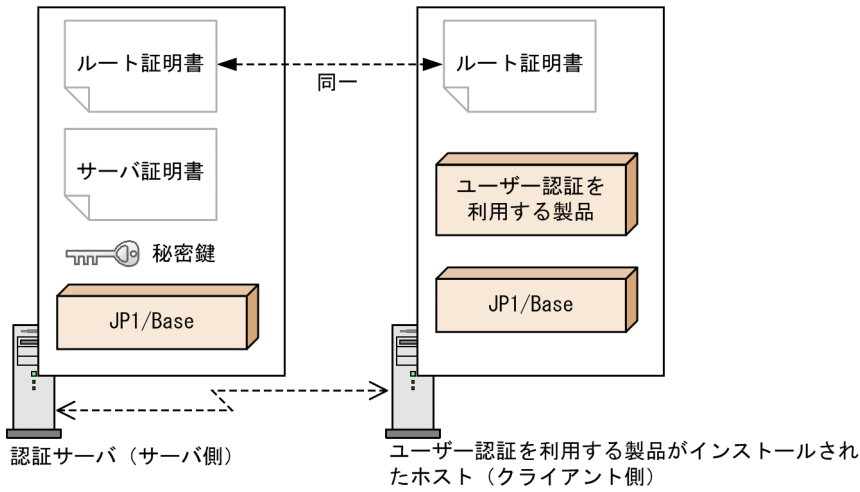 ルート証明書
同一
ルート証明書
サーバ証明書
ユーザー認証を
利用する製品
秘密鍵
JP1/Base
JP1/Base
認証サーバ（サーバ側）
ユーザー認証を利用する製品がインストールされ
たホスト（クライアント側）